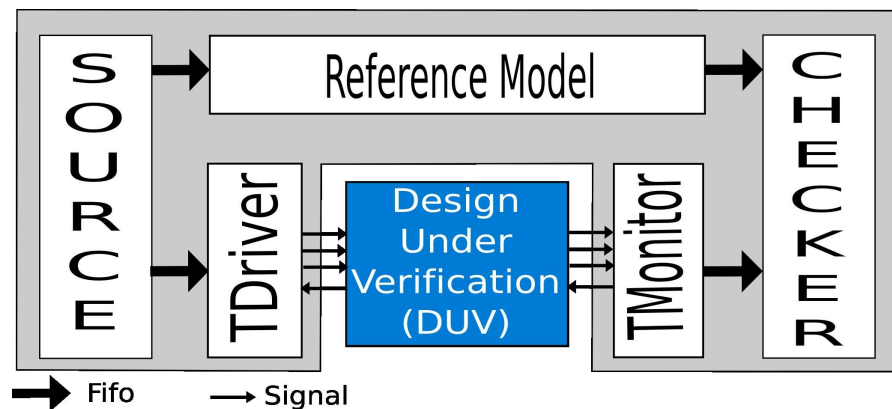 SOURCE
Reference Model
CHECKER
TDriver
Design
Under
Verification
(DUV)
TMonitor
Fifo
Signal